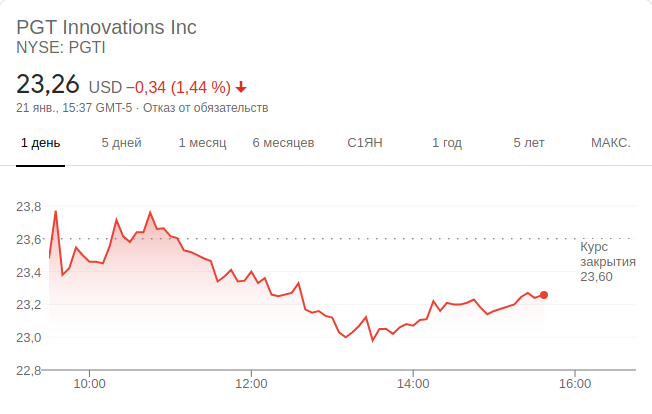 PGT Innovations Inc
NYSE: PGTI
23,26 USD −0,34 (1,44 %)
21 янв., 15:37 GMT-5 · Отказ от обязательств
1 день 5 дней 1 месяц 6 месяцев С1ЯН 1 год 5 лет МАКС.
23,8
23,6
Курс
закрытия
23,60
23,4
23,2
23,0
22,8
10:00 12:00 14:00 16:00